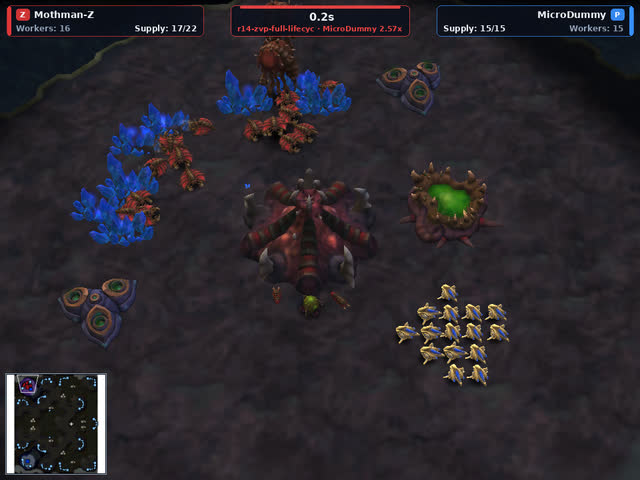 Z Mothman-Z
Workers: 16 Supply: 17/22
0.2s
r14-zvp-full-lifecyc · MicroDummy 2.57x
MicroDummy P
Supply: 15/15 Workers: 15